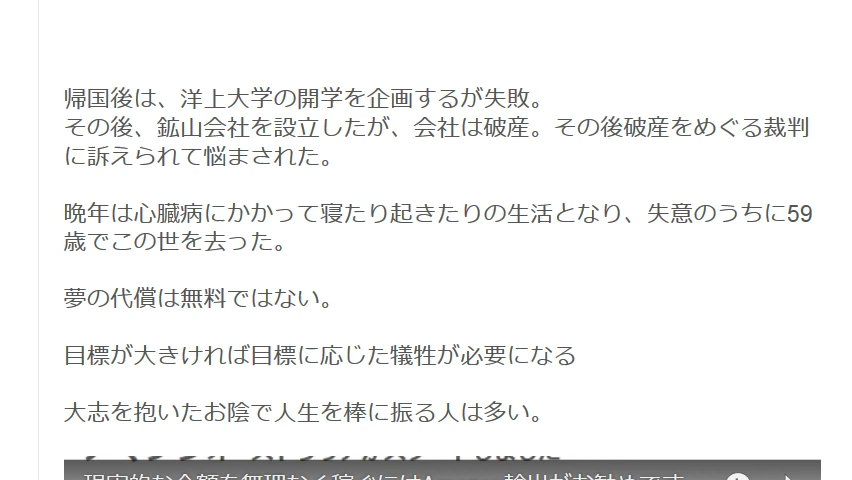 帰国後は、洋上大学の開学を企画するが失敗。
その後、鉱山会社を設立したが、会社は破産。その後破産をめぐる裁判
に訴えられて悩まされた。
晩年は心臓病にかかって寝たり起きたりの生活となり、失意のうちに59
歳でこの世を去った。
夢の代償は無料ではない。
目標が大きければ目標に応じた犠牲が必要になる
大志を抱いたお陰で人生を棒に振る人は多い。